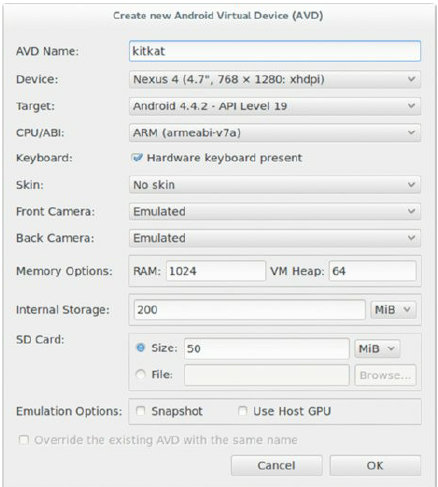 Create new Android Virtual Device (AVD)
AVD Name: kitkat
Device: Nexus 4 (4.7", 768 × 1280: xhdpi)
Target: Android 4.4.2 - API Level 19
CPU/ABI: ARM (armeabi-v7a)
Keyboard: Hardware keyboard present
Skin: No skin
Front Camera: Emulated
Back Camera: Emulated
Memory Options: RAM: 1024 VM Heap: 64
Internal Storage: 200 MiB
SD Card:
Size: 50 MiB
File: Browse...
Emulation Options: Snapshot Use Host GPU
Override the existing AVD with the same name
Cancel OK